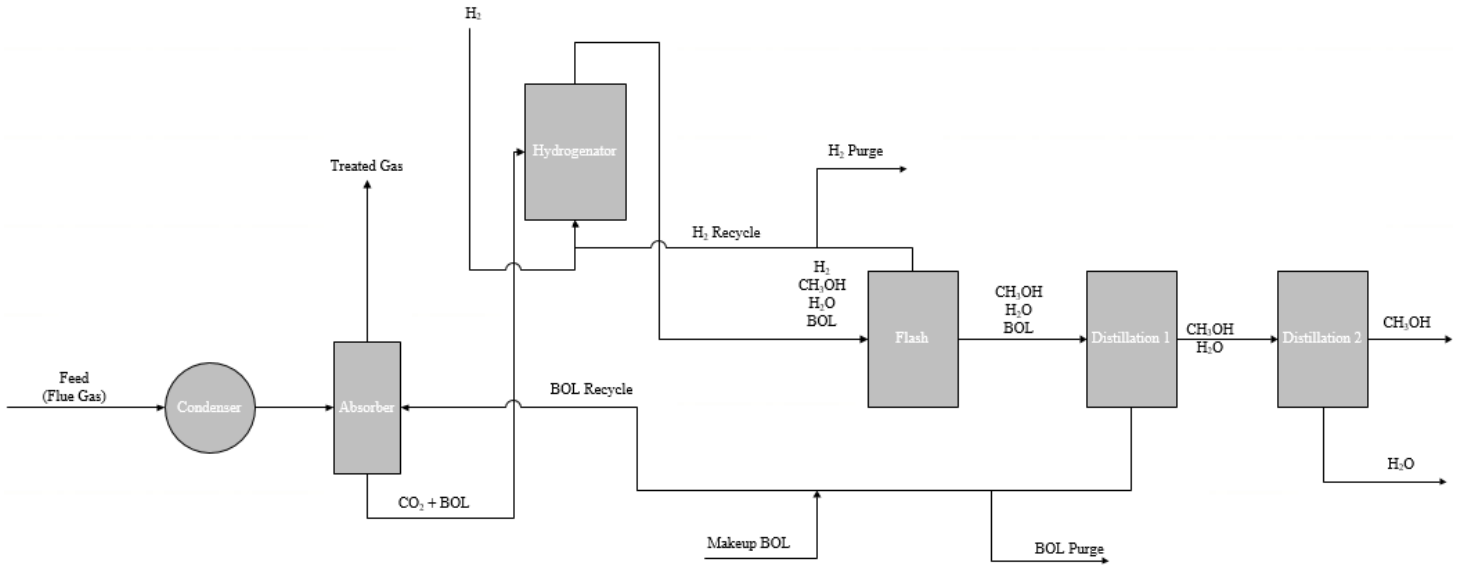 H₂
Hydrogenator
Treated Gas
H₂ Purge
H₂ Recycle
H₂
CH₃OH
H₂O
BOL
CH₃OH
H₂O
BOL
Flash
Distillation 1
CH₃OH
H₂O
Distillation 2
CH₃OH
Feed
(Flue Gas)
Condenser
Absorber
BOL Recycle
H₂O
CO₂ + BOL
Makeup BOL
BOL Purge